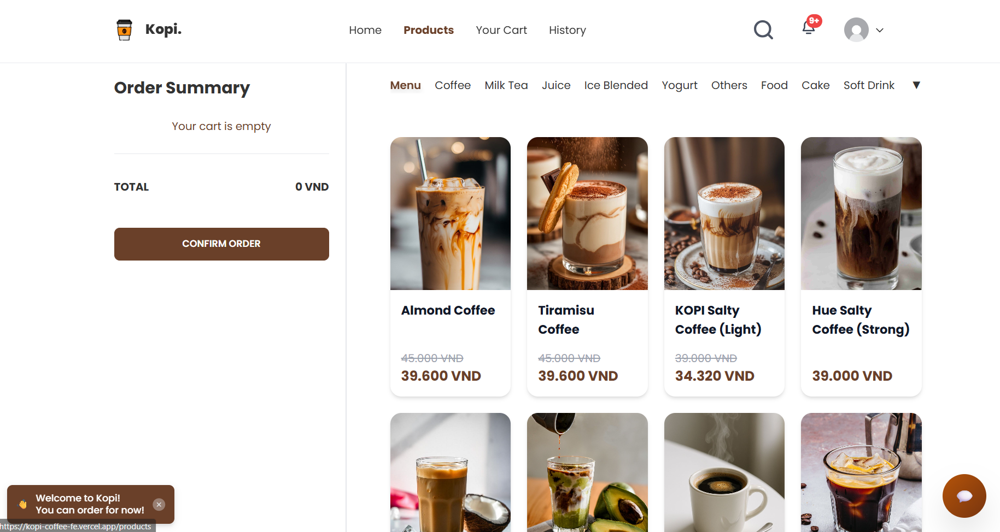 Kopi.
Home
Products
Your Cart
History
9+
Order Summary
Your cart is empty
TOTAL
0 VND
CONFIRM ORDER
Menu
Coffee
Milk Tea
Juice
Ice Blended
Yogurt
Others
Food
Cake
Soft Drink
Almond Coffee
45.000 VND
39.600 VND
Tiramisu
Coffee
45.000 VND
39.600 VND
KOPI Salty
Coffee (Light)
39.000 VND
34.320 VND
Hue Salty
Coffee (Strong)
39.000 VND
Welcome to Kopi!
You can order for now!
https://kopi-coffee-fe.vercel.app/products